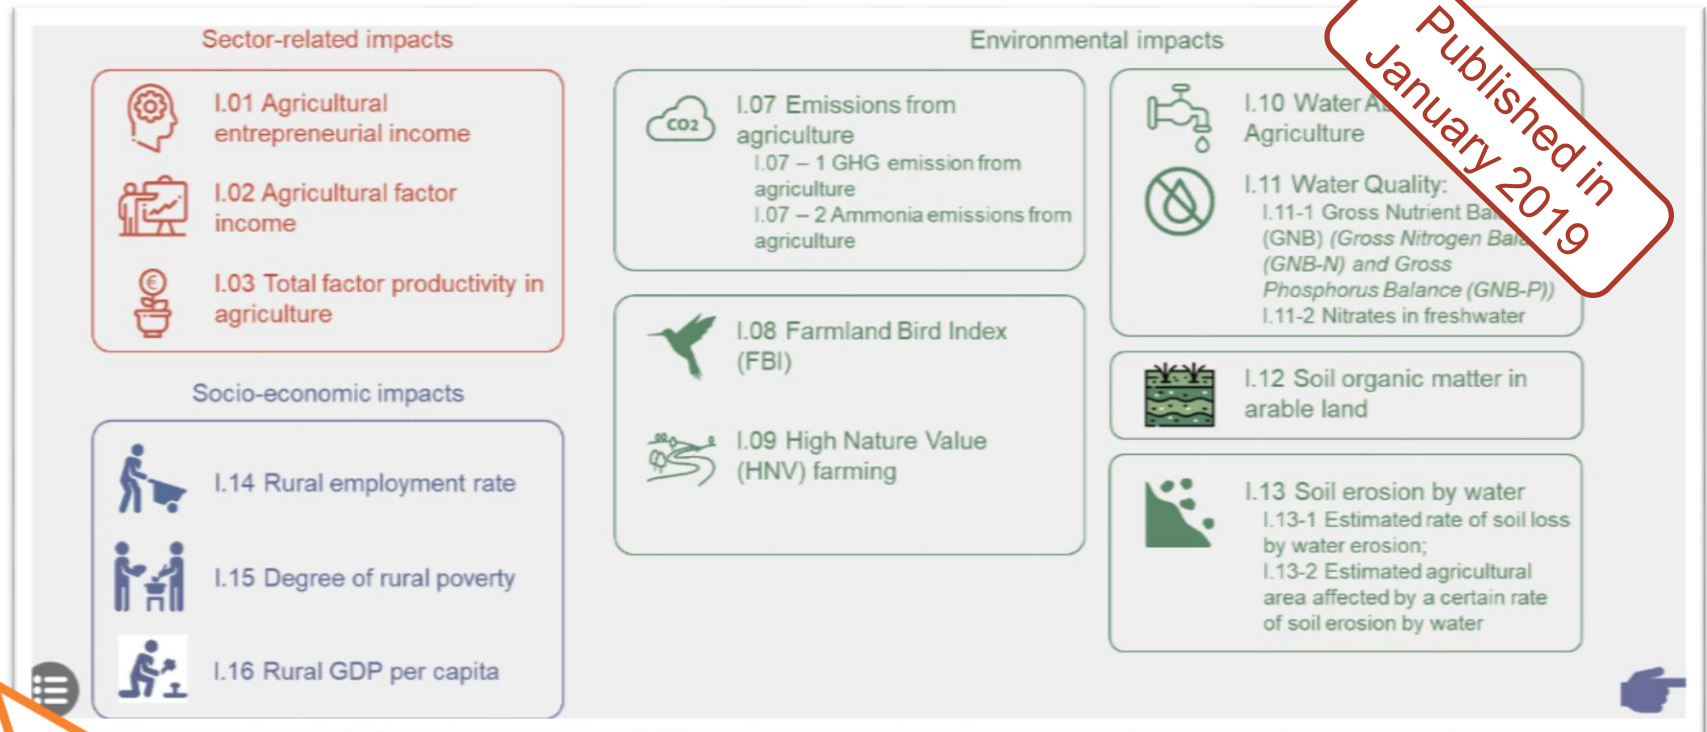 Sector-related impacts
I.01 Agricultural
entrepreneurial income
I.02 Agricultural factor
income
I.03 Total factor productivity in
agriculture
Socio-economic impacts
I.14 Rural employment rate
I.15 Degree of rural poverty
I.16 Rural GDP per capita
Environmental impacts
I.07 Emissions from
agriculture
I.07 – 1 GHG emission from
agriculture
I.07 – 2 Ammonia emissions from
agriculture
CO2
I.08 Farmland Bird Index
(FBI)
I.09 High Nature Value
(HNV) farming
I.10 Water
Agriculture
I.11 Water Quality:
I.11-1 Gross Nutrient
(GNB) (Gross Nitrogen
(GNB-N) and Gross
Phosphorus Balance (GNB-P))
I.11-2 Nitrates in freshwater
I.12 Soil organic matter in
arable land
I.13 Soil erosion by water
I.13-1 Estimated rate of soil loss
by water erosion;
I.13-2 Estimated agricultural
area affected by a certain rate
of soil erosion by water
Published in
January 2019